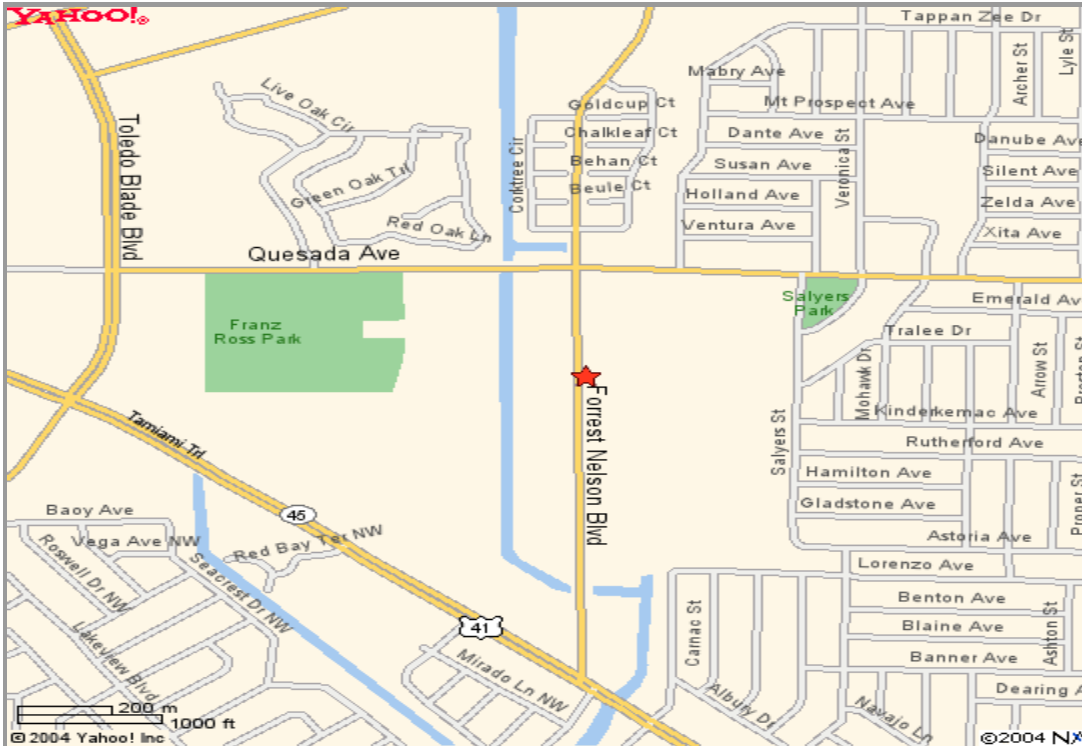 YAHOO!®
Tappan Zee Dr
Archer St
Lyle St
Mabry Ave
Live Oak Cir
Goldcup Ct
Mt Prospect Ave
Toledo Blade Blvd
Corktree Cir
Chalkleaf Ct
Dante Ave
Veronica St
Danube Ave
Behan Ct
Susan Ave
Silent Ave
Green Oak Trl
Beule Ct
Holland Ave
Zelda Ave
Red Oak Ln
Ventura Ave
Xita Ave
Quesada Ave
Salyers
Park
Emerald Av
Franz
Ross Park
Tralee Dr
Mohawk Dr
Arrow St
Forrest Nelson Blvd
Tamiami Trl
Salyers St
Kinderkemac Ave
Rutherford Ave
Hamilton Ave
Proner St
Gladstone Ave
45
Baoy Ave
Vega Ave NW
Red Bay Ter NW
Astoria Ave
Roswell Dr NW
Seacrest Dr NW
Lorenzo Ave
Benton Ave
41
Carnac St
Blaine Ave
Ashton St
Lakeview Blvd
Mirado Ln NW
Banner Ave
Albury Dr
Navajo Ln
Dearing A
200 m
1000 ft
© 2004 Yahoo! Inc
©2004 N